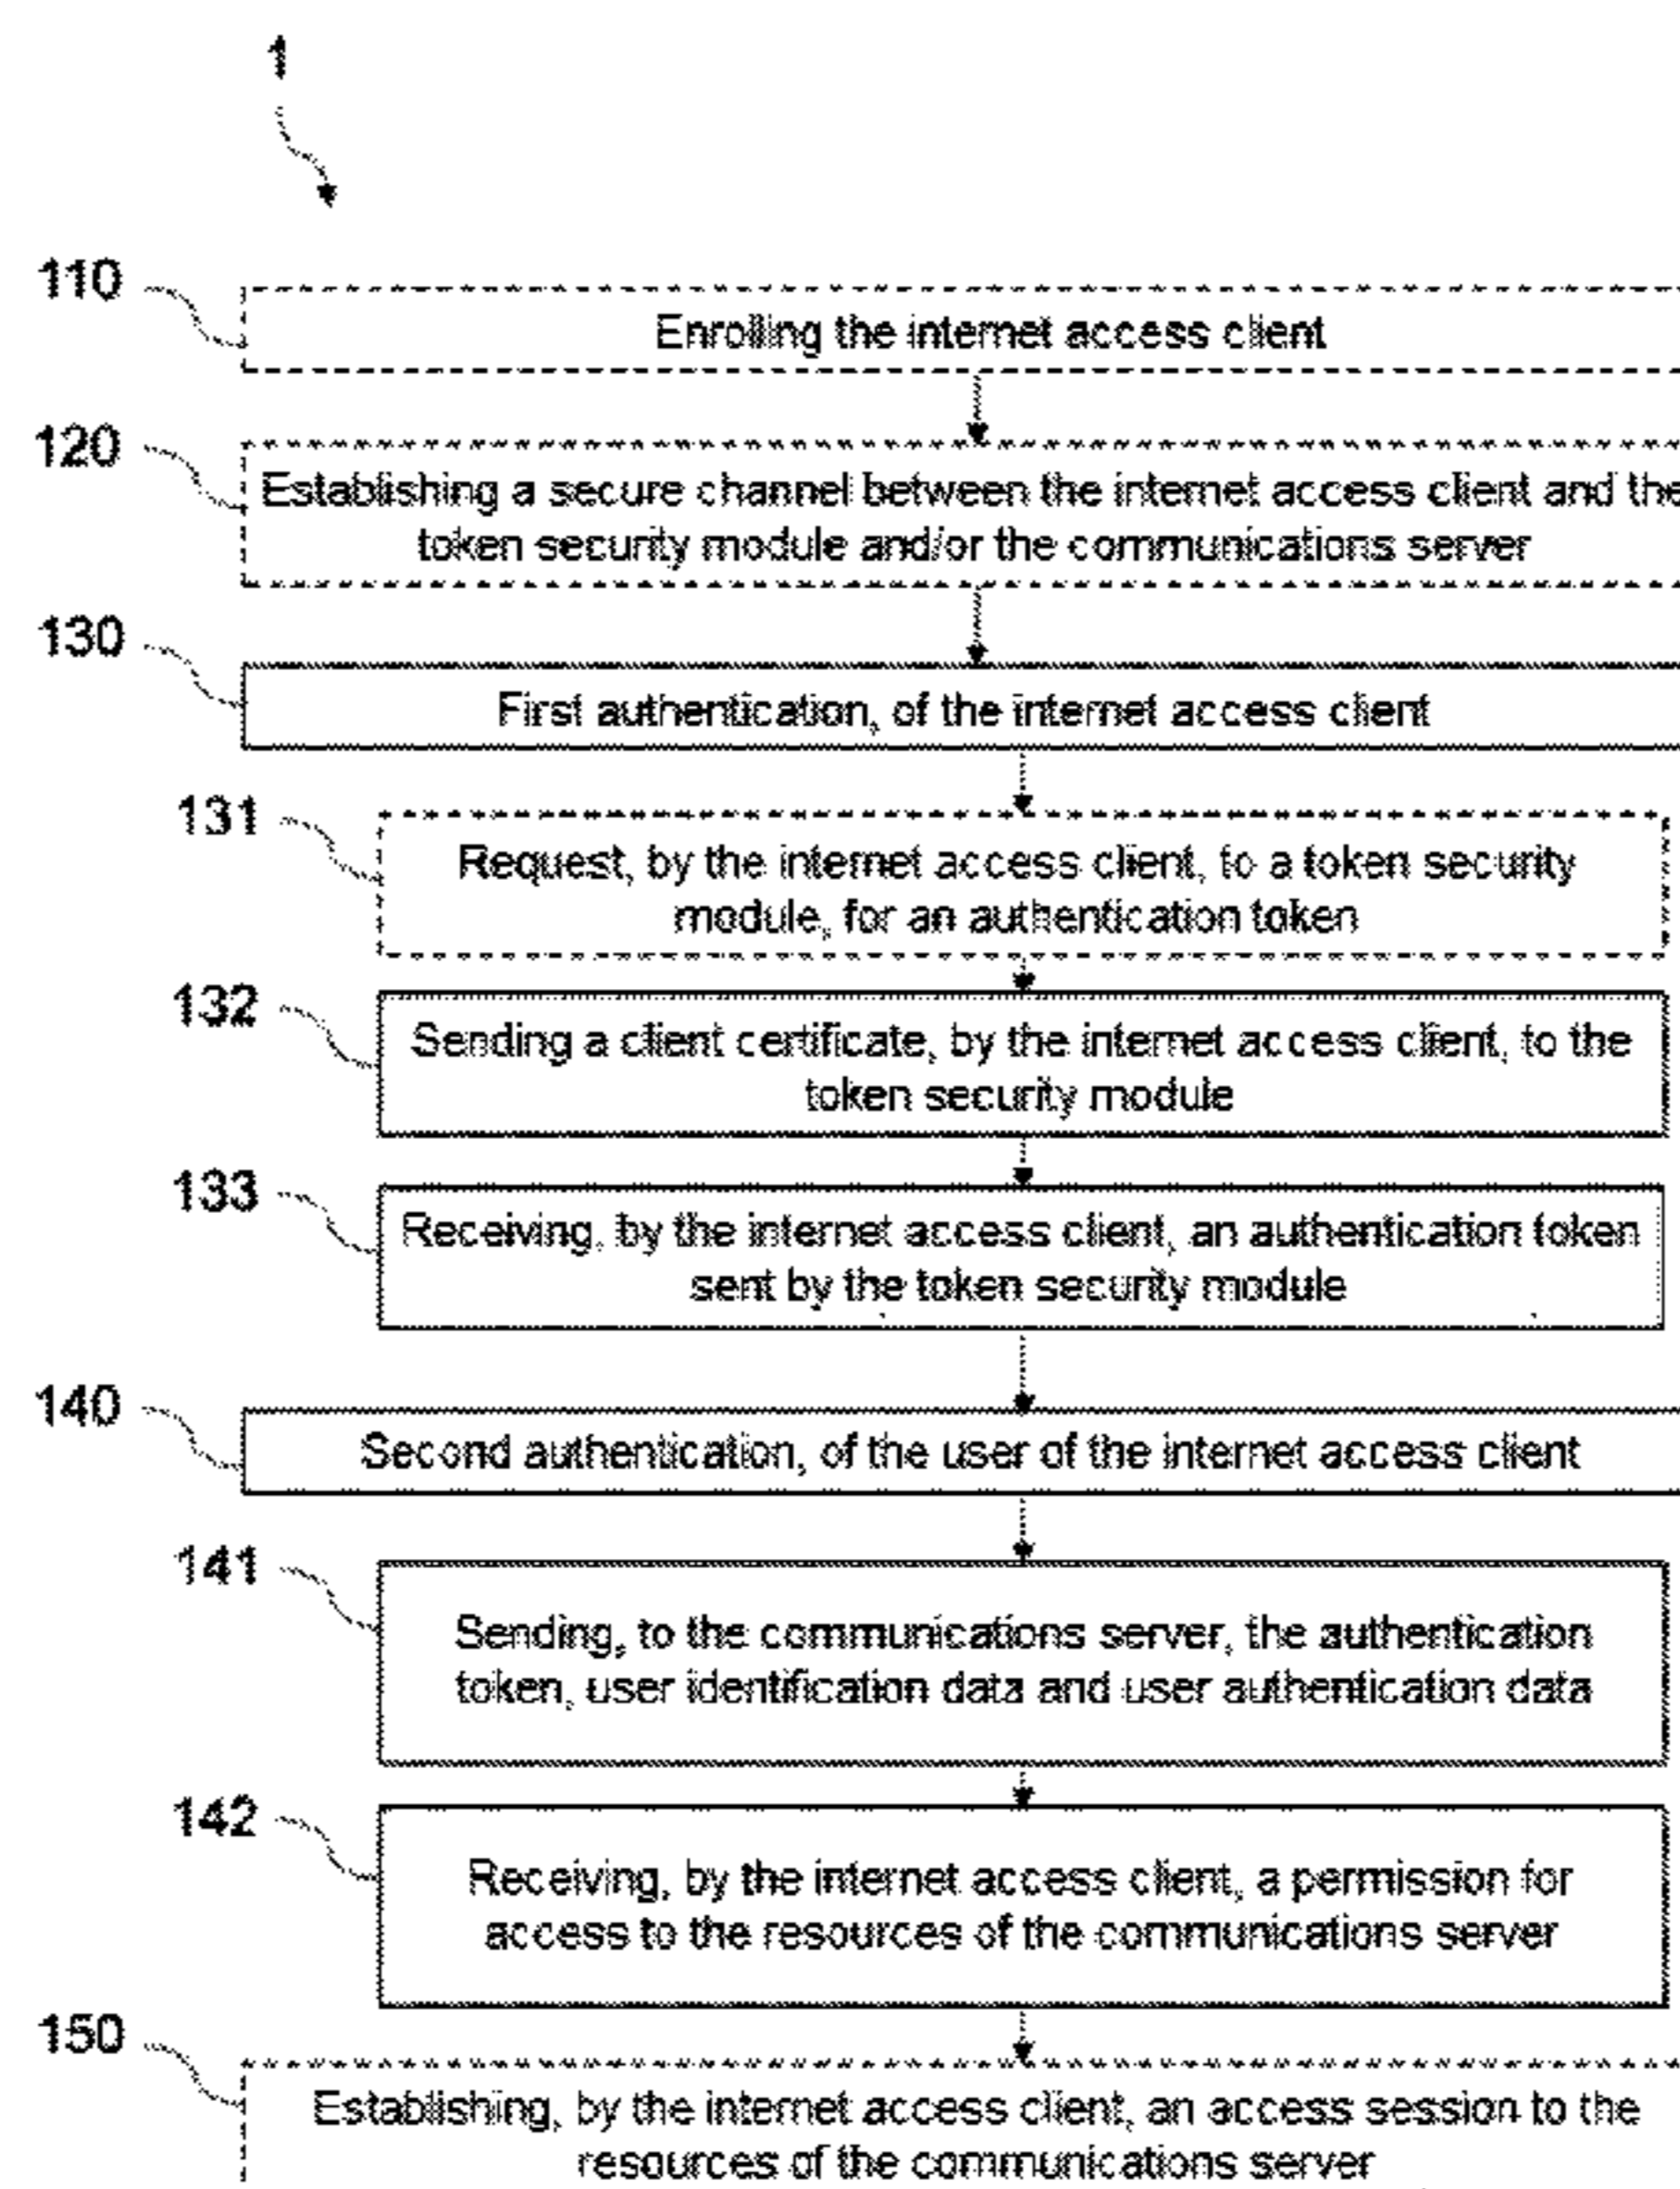 1
110
Enrolling the internet access client
120
Establishing a secure channel between the internet access client and the
token security module and/or the communications server
130
First authentication, of the internet access client
131
Request, by the internet access client, to a token security
module, for an authentication token
132
Sending a client certificate, by the internet access client, to the
token security module
133
Receiving, by the internet access client, an authentication token
sent by the token security module
140
Second authentication, of the user of the internet access client
141
Sending, to the communications server, the authentication
token, user identification data and user authentication data
142
Receiving, by the internet access client, a permission for
access to the resources of the communications server
150
Establishing, by the internet access client, an access session to the
resources of the communications server